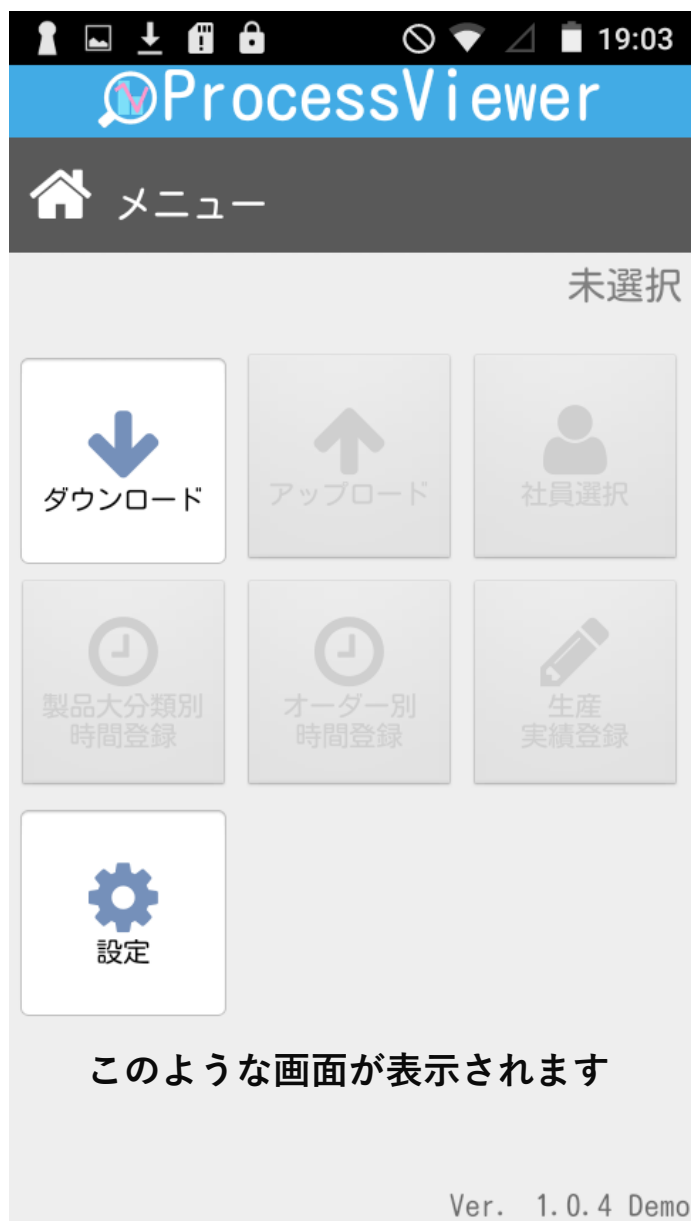 19:03
ProcessViewer
メニュー
未選択
ダウンロード
アップロード
社員選択
製品大分類別
時間登録
オーダー別
時間登録
生産
実績登録
設定
このような画面が表示されます
Ver. 1.0.4 Demo